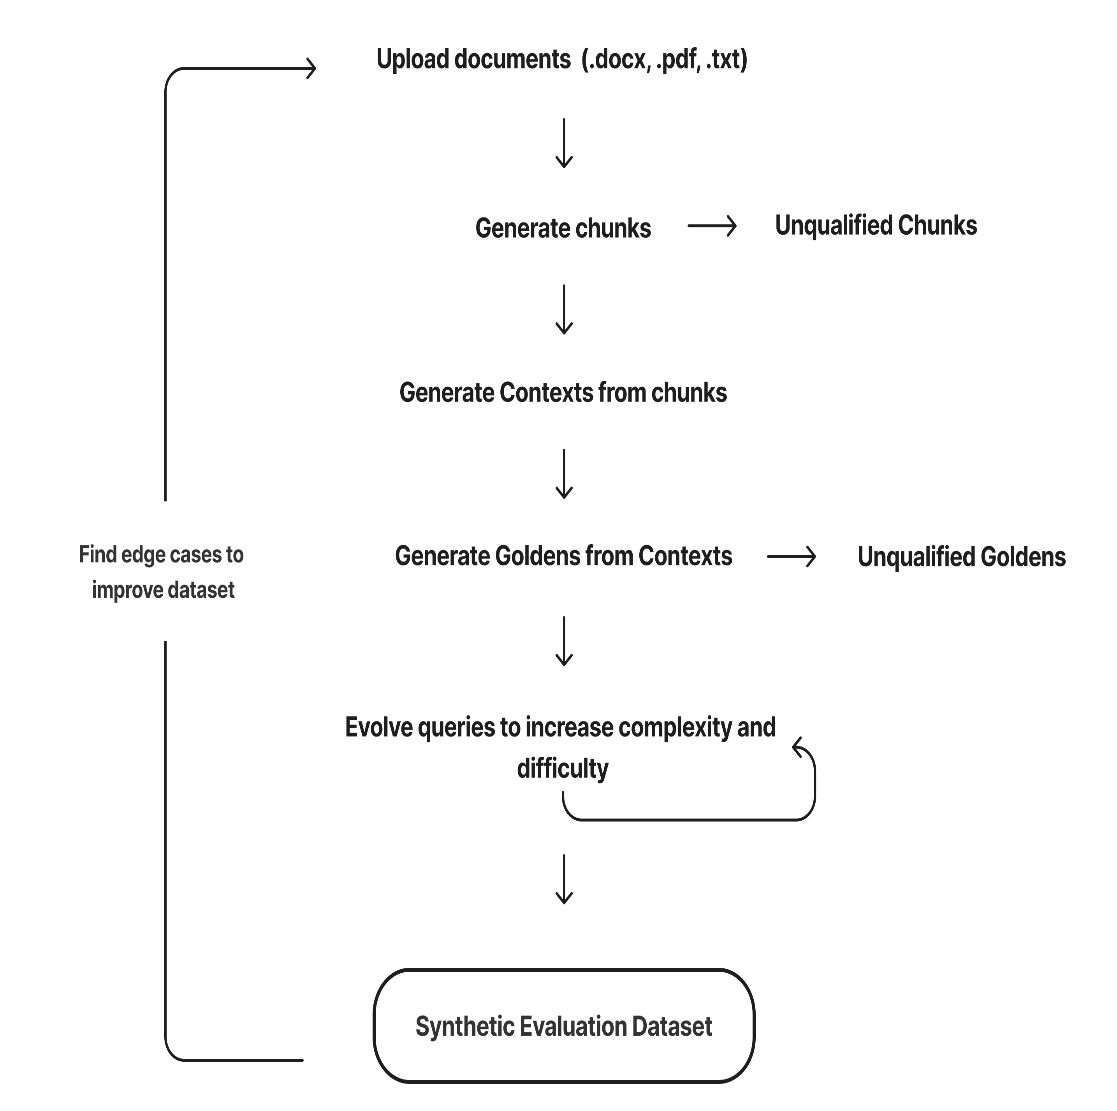 Upload documents (.docx, .pdf, .txt)
Generate chunks
Unqualified Chunks
Generate Contexts from chunks
Find edge cases to
improve dataset
Generate Goldens from Contexts
Unqualified Goldens
Evolve queries to increase complexity and
difficulty
Synthetic Evaluation Dataset